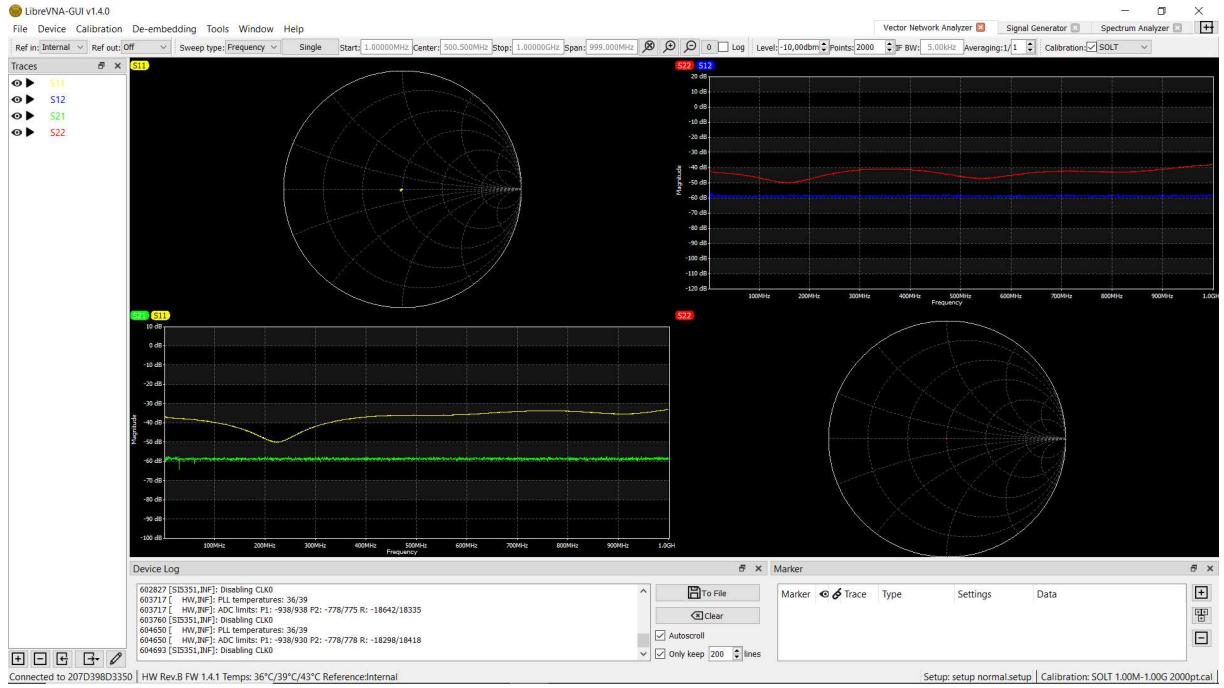 LibreVNA-GUI v1.4.0
File Device Calibration De-embedding Tools Window Help
Vector Network Analyzer Signal Generator Spectrum Analyzer
Ref in: Internal Ref out: Off Sweep type: Frequency Single Start: 1.00000MHz Center: 500.500MHz Stop: 1.00000GHz Span: 999.000MHz 0 Log Level: -10,00dbm Points: 2000 IF BW: 5.00kHz Averaging:1/ 1 Calibration: SOLT
Traces
S11
S12
S21
S22
S11
S22 S12
20 dB
10 dB
0 dB
-10 dB
-20 dB
-30 dB
-40 dB
-50 dB
-60 dB
-70 dB
-80 dB
-90 dB
-100 dB
-110 dB
-120 dB
Magnitude
100MHz 200MHz 300MHz 400MHz 500MHz 600MHz 700MHz 800MHz 900MHz 1.0GH
Frequency
S21 S11
10 dB
0 dB
-10 dB
-20 dB
-30 dB
-40 dB
-50 dB
-60 dB
-70 dB
-80 dB
-90 dB
-100 dB
Magnitude
100MHz 200MHz 300MHz 400MHz 500MHz 600MHz 700MHz 800MHz 900MHz 1.0GH
Frequency
S22
Device Log
602827 [SI5351,INF]: Disabling CLK0
603717 [ HW,INF]: PLL temperatures: 36/39
603717 [ HW,INF]: ADC limits: P1: -938/938 P2: -778/775 R: -18642/18335
603760 [SI5351,INF]: Disabling CLK0
604650 [ HW,INF]: PLL temperatures: 36/39
604650 [ HW,INF]: ADC limits: P1: -938/930 P2: -778/778 R: -18298/18418
604693 [SI5351,INF]: Disabling CLK0
To File
Clear
Autoscroll
Only keep 200 lines
Marker
Marker Trace Type Settings Data
Connected to 207D398D3350 HW Rev.B FW 1.4.1 Temps: 36°C/39°C/43°C Reference:Internal
Setup: setup normal.setup Calibration: SOLT 1.00M-1.00G 2000pt.cal